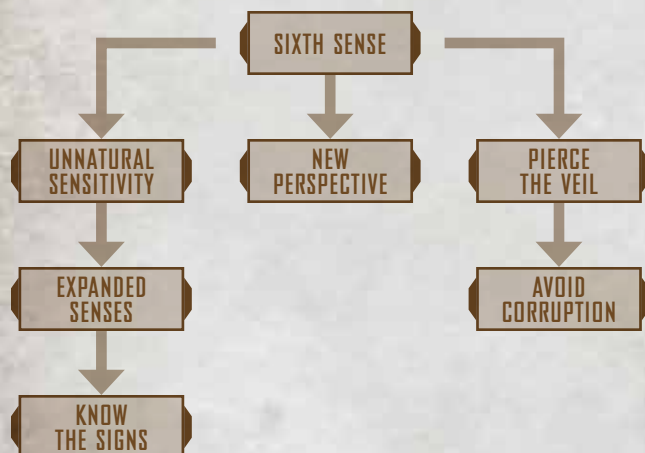 SIXTH SENSE
UNNATURAL
SENSITIVITY
NEW
PERSPECTIVE
PIERCE
THE VEIL
EXPANDED
SENSES
AVOID
CORRUPTION
KNOW
THE SIGNS